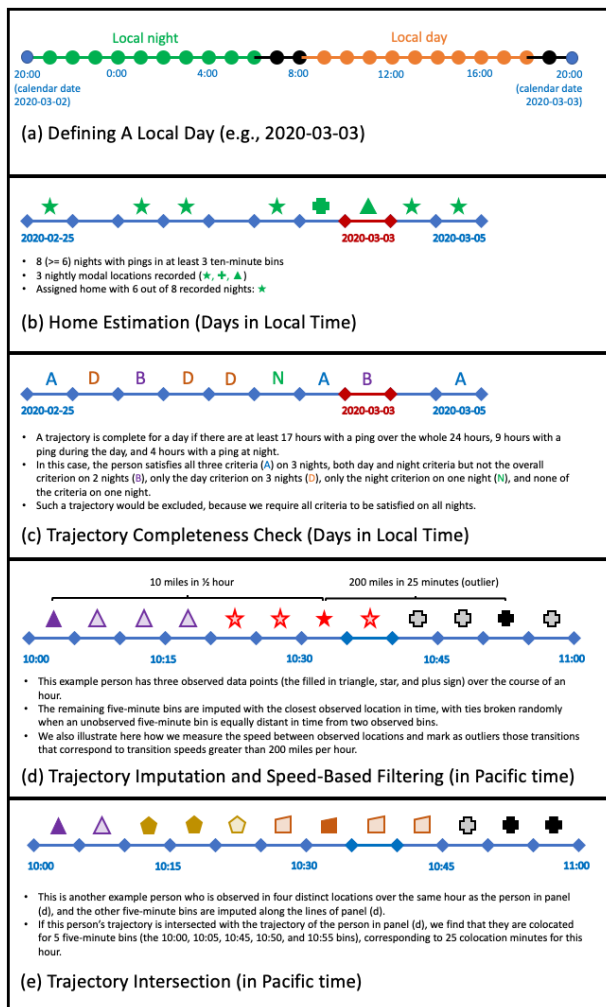 Local night
Local day
20:00 0:00 4:00 8:00 12:00 16:00 20:00
(calendar date (calendar date
2020-03-02) 2020-03-03)
(a) Defining A Local Day (e.g., 2020-03-03)
2020-02-25 2020-03-03 2020-03-05
• 8 (>= 6) nights with pings in at least 3 ten-minute bins
• 3 nightly modal locations recorded (★, ✚, ▲)
• Assigned home with 6 out of 8 recorded nights: ★
(b) Home Estimation (Days in Local Time)
A D B D D N A B A
2020-02-25 2020-03-03 2020-03-05
• A trajectory is complete for a day if there are at least 17 hours with a ping over the whole 24 hours, 9 hours with a
ping during the day, and 4 hours with a ping at night.
• In this case, the person satisfies all three criteria (A) on 3 nights, both day and night criteria but not the overall
criterion on 2 nights (B), only the day criterion on 3 nights (D), only the night criterion on one night (N), and none of
the criteria on one night.
• Such a trajectory would be excluded, because we require all criteria to be satisfied on all nights.
(c) Trajectory Completeness Check (Days in Local Time)
10 miles in ½ hour 200 miles in 25 minutes (outlier)
10:00 10:15 10:30 10:45 11:00
• This example person has three observed data points (the filled in triangle, star, and plus sign) over the course of an
hour.
• The remaining five-minute bins are imputed with the closest observed location in time, with ties broken randomly
when an unobserved five-minute bin is equally distant in time from two observed bins.
• We also illustrate here how we measure the speed between observed locations and mark as outliers those transitions
that correspond to transition speeds greater than 200 miles per hour.
(d) Trajectory Imputation and Speed-Based Filtering (in Pacific time)
10:00 10:15 10:30 10:45 11:00
• This is another example person who is observed in four distinct locations over the same hour as the person in panel
(d), and the other five-minute bins are imputed along the lines of panel (d).
• If this person's trajectory is intersected with the trajectory of the person in panel (d), we find that they are colocated
for 5 five-minute bins (the 10:00, 10:05, 10:45, 10:50, and 10:55 bins), corresponding to 25 colocation minutes for this
hour.
(e) Trajectory Intersection (in Pacific time)